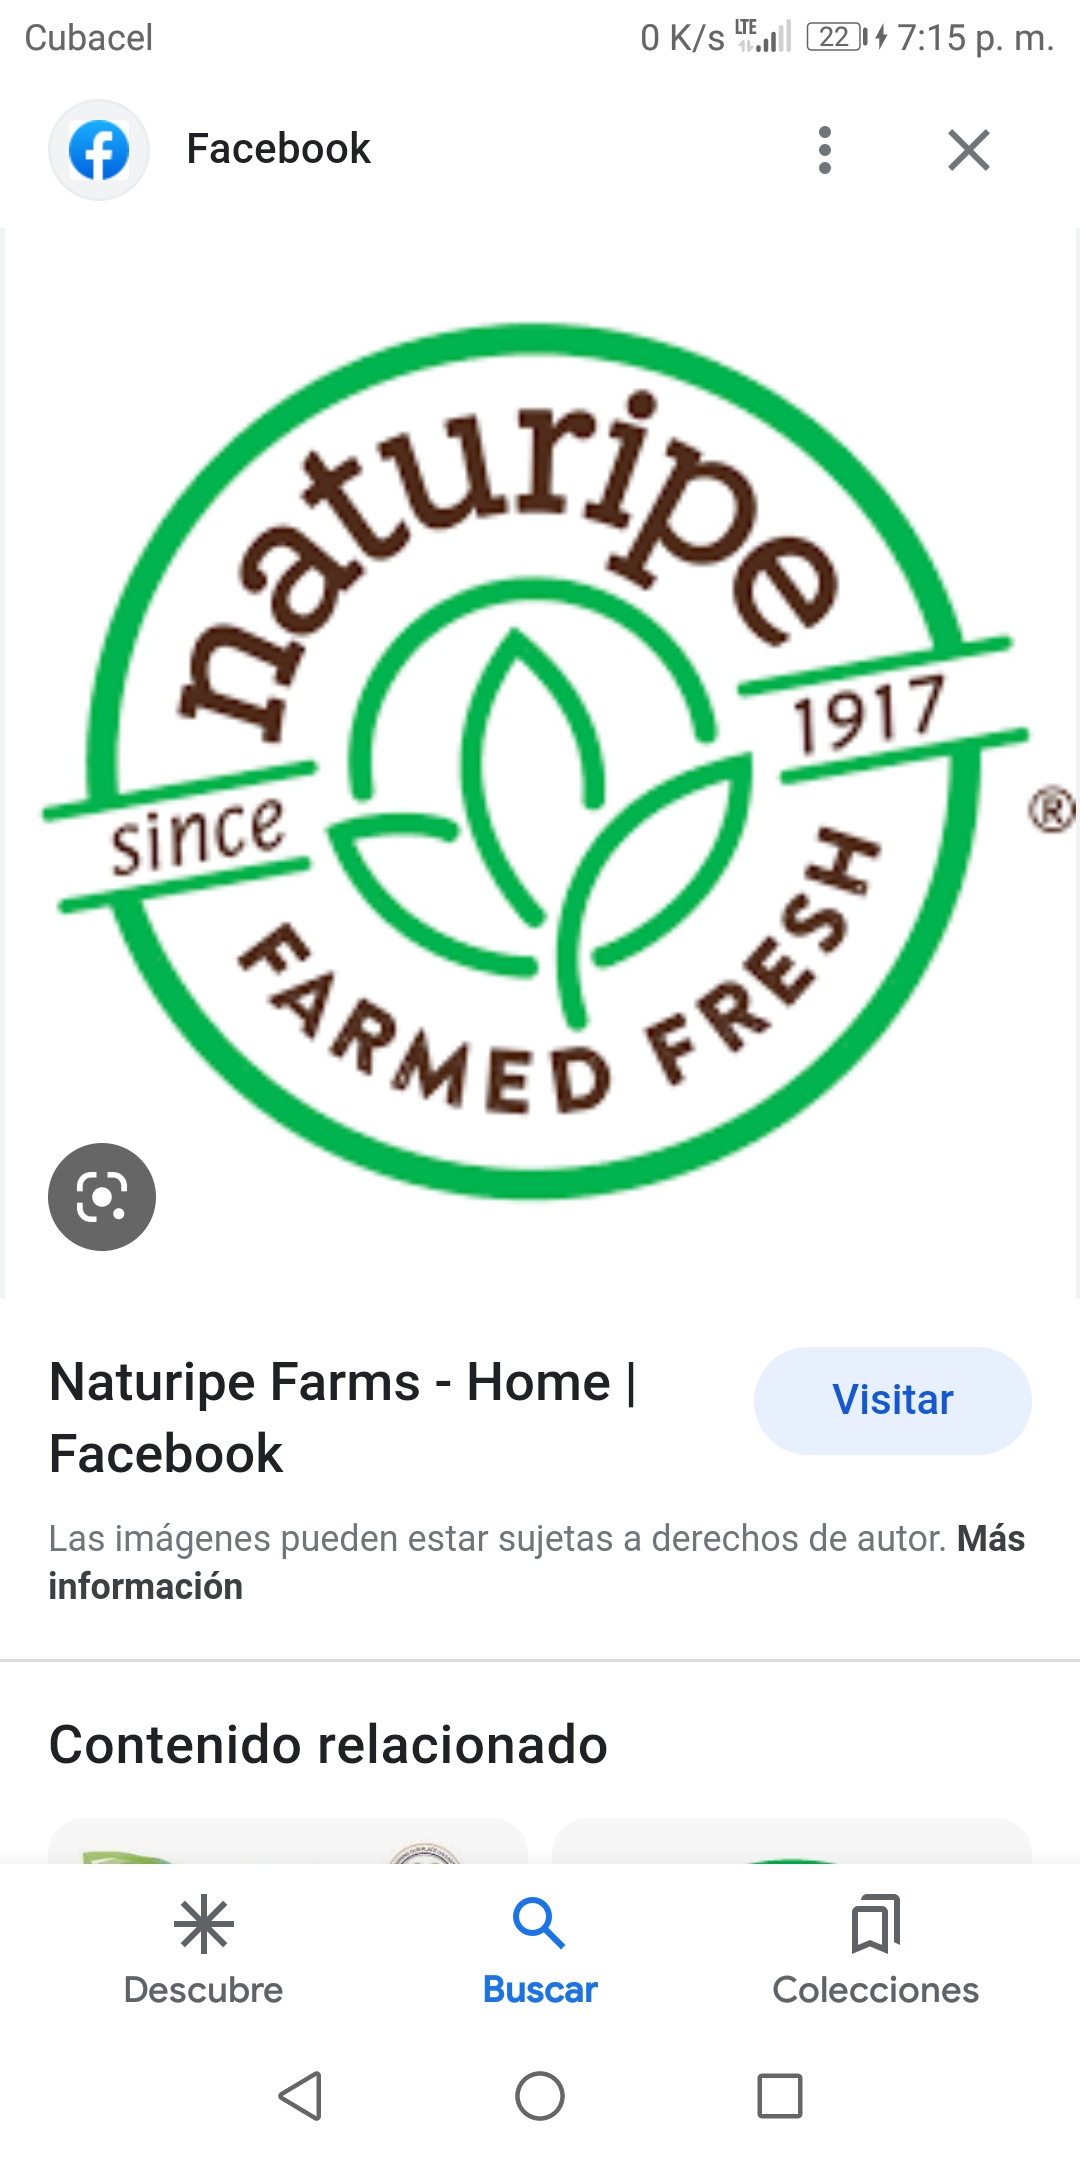 Cubacel 0 K/s LTE 22 7:15 p. m.
Facebook
naturipe
since 1917
®
FARMED FRESH
Naturipe Farms - Home |
Facebook
Visitar
Las imágenes pueden estar sujetas a derechos de autor. Más
información
Contenido relacionado
Descubre Buscar Colecciones